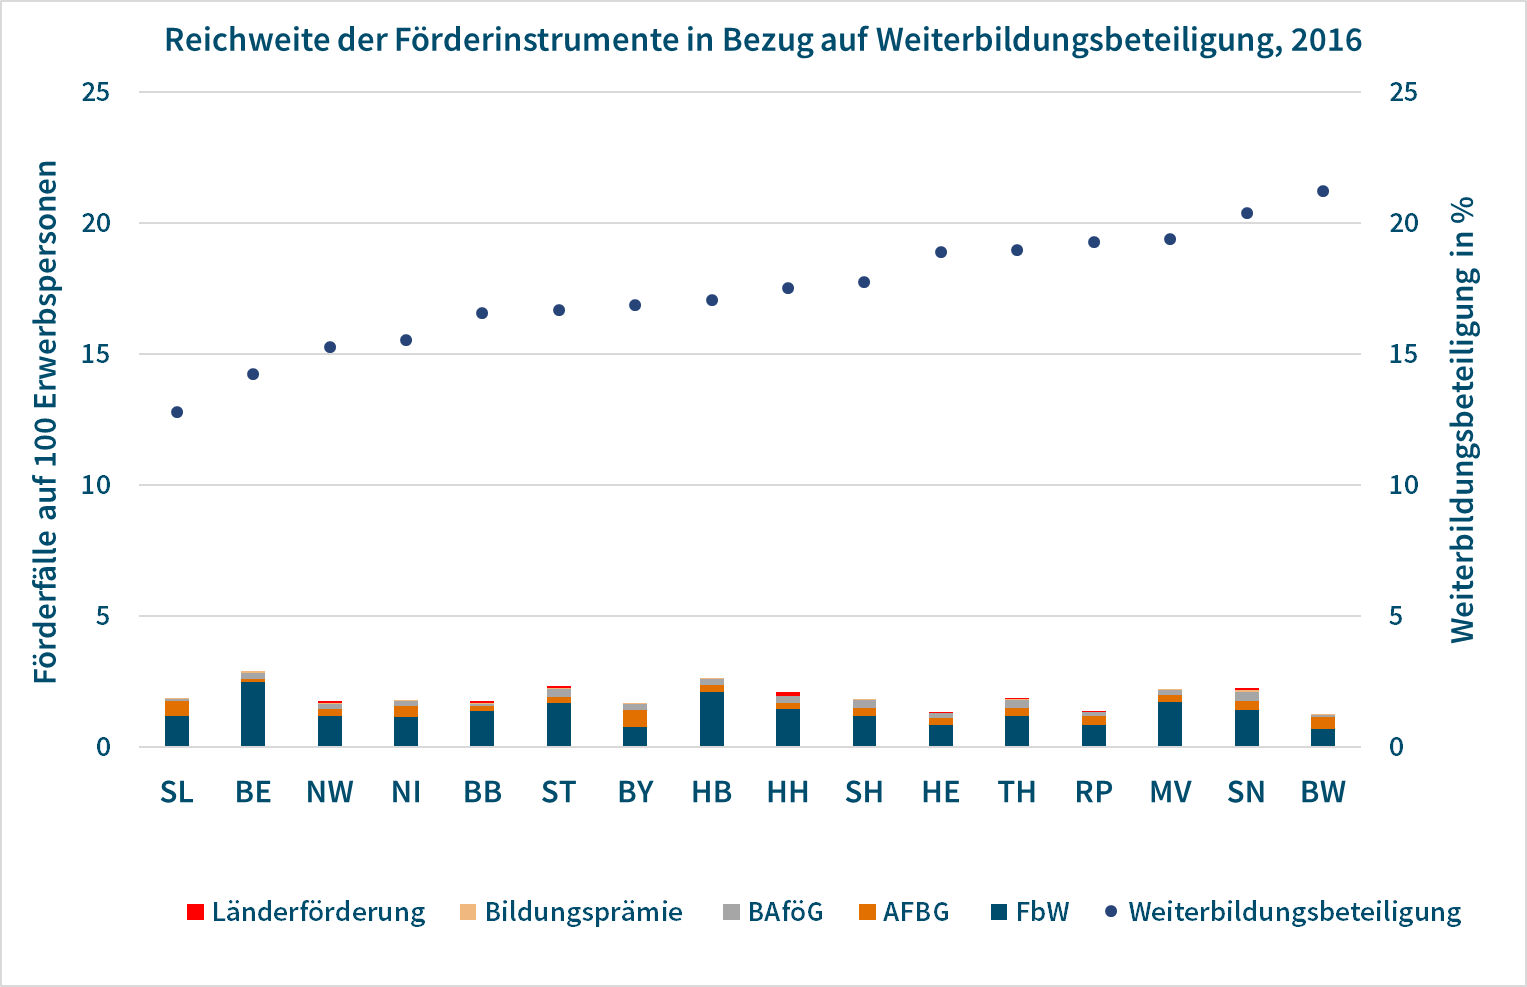 Reichweite der Förderinstrumente in Bezug auf Weiterbildungsbeteiligung, 2016
Förderfälle auf 100 Erwerbspersonen
25
20
15
10
5
0
25
20
15
10
5
0
Weiterbildungsbeteiligung in %
SL BE NW NI BB ST BY HB HH SH HE TH RP MV SN BW
Länderförderung Bildungsprämie BAföG AFBG FbW Weiterbildungsbeteiligung